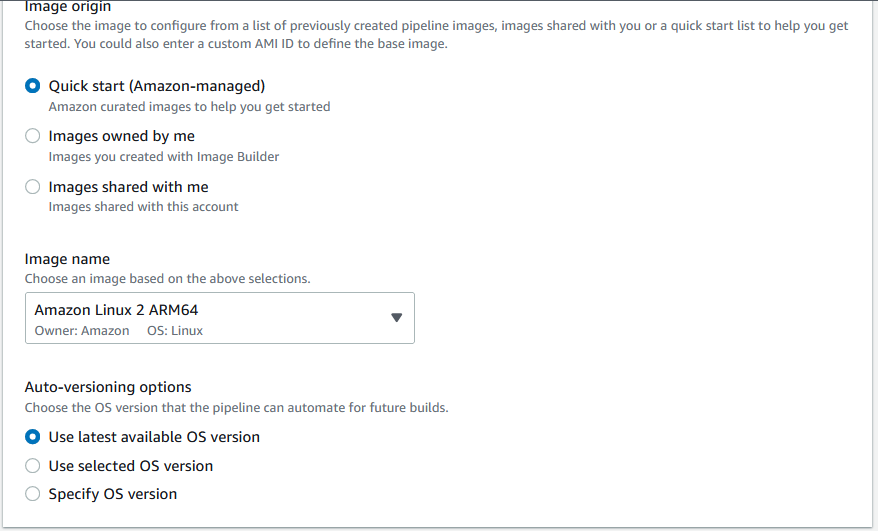 Image origin
Choose the image to configure from a list of previously created pipeline images, images shared with you or a quick start list to help you get
started. You could also enter a custom AMI ID to define the base image.
Quick start (Amazon-managed)
Amazon curated images to help you get started
Images owned by me
Images you created with Image Builder
Images shared with me
Images shared with this account
Image name
Choose an image based on the above selections.
Amazon Linux 2 ARM64
Owner: Amazon OS: Linux
Auto-versioning options
Choose the OS version that the pipeline can automate for future builds.
Use latest available OS version
Use selected OS version
Specify OS version